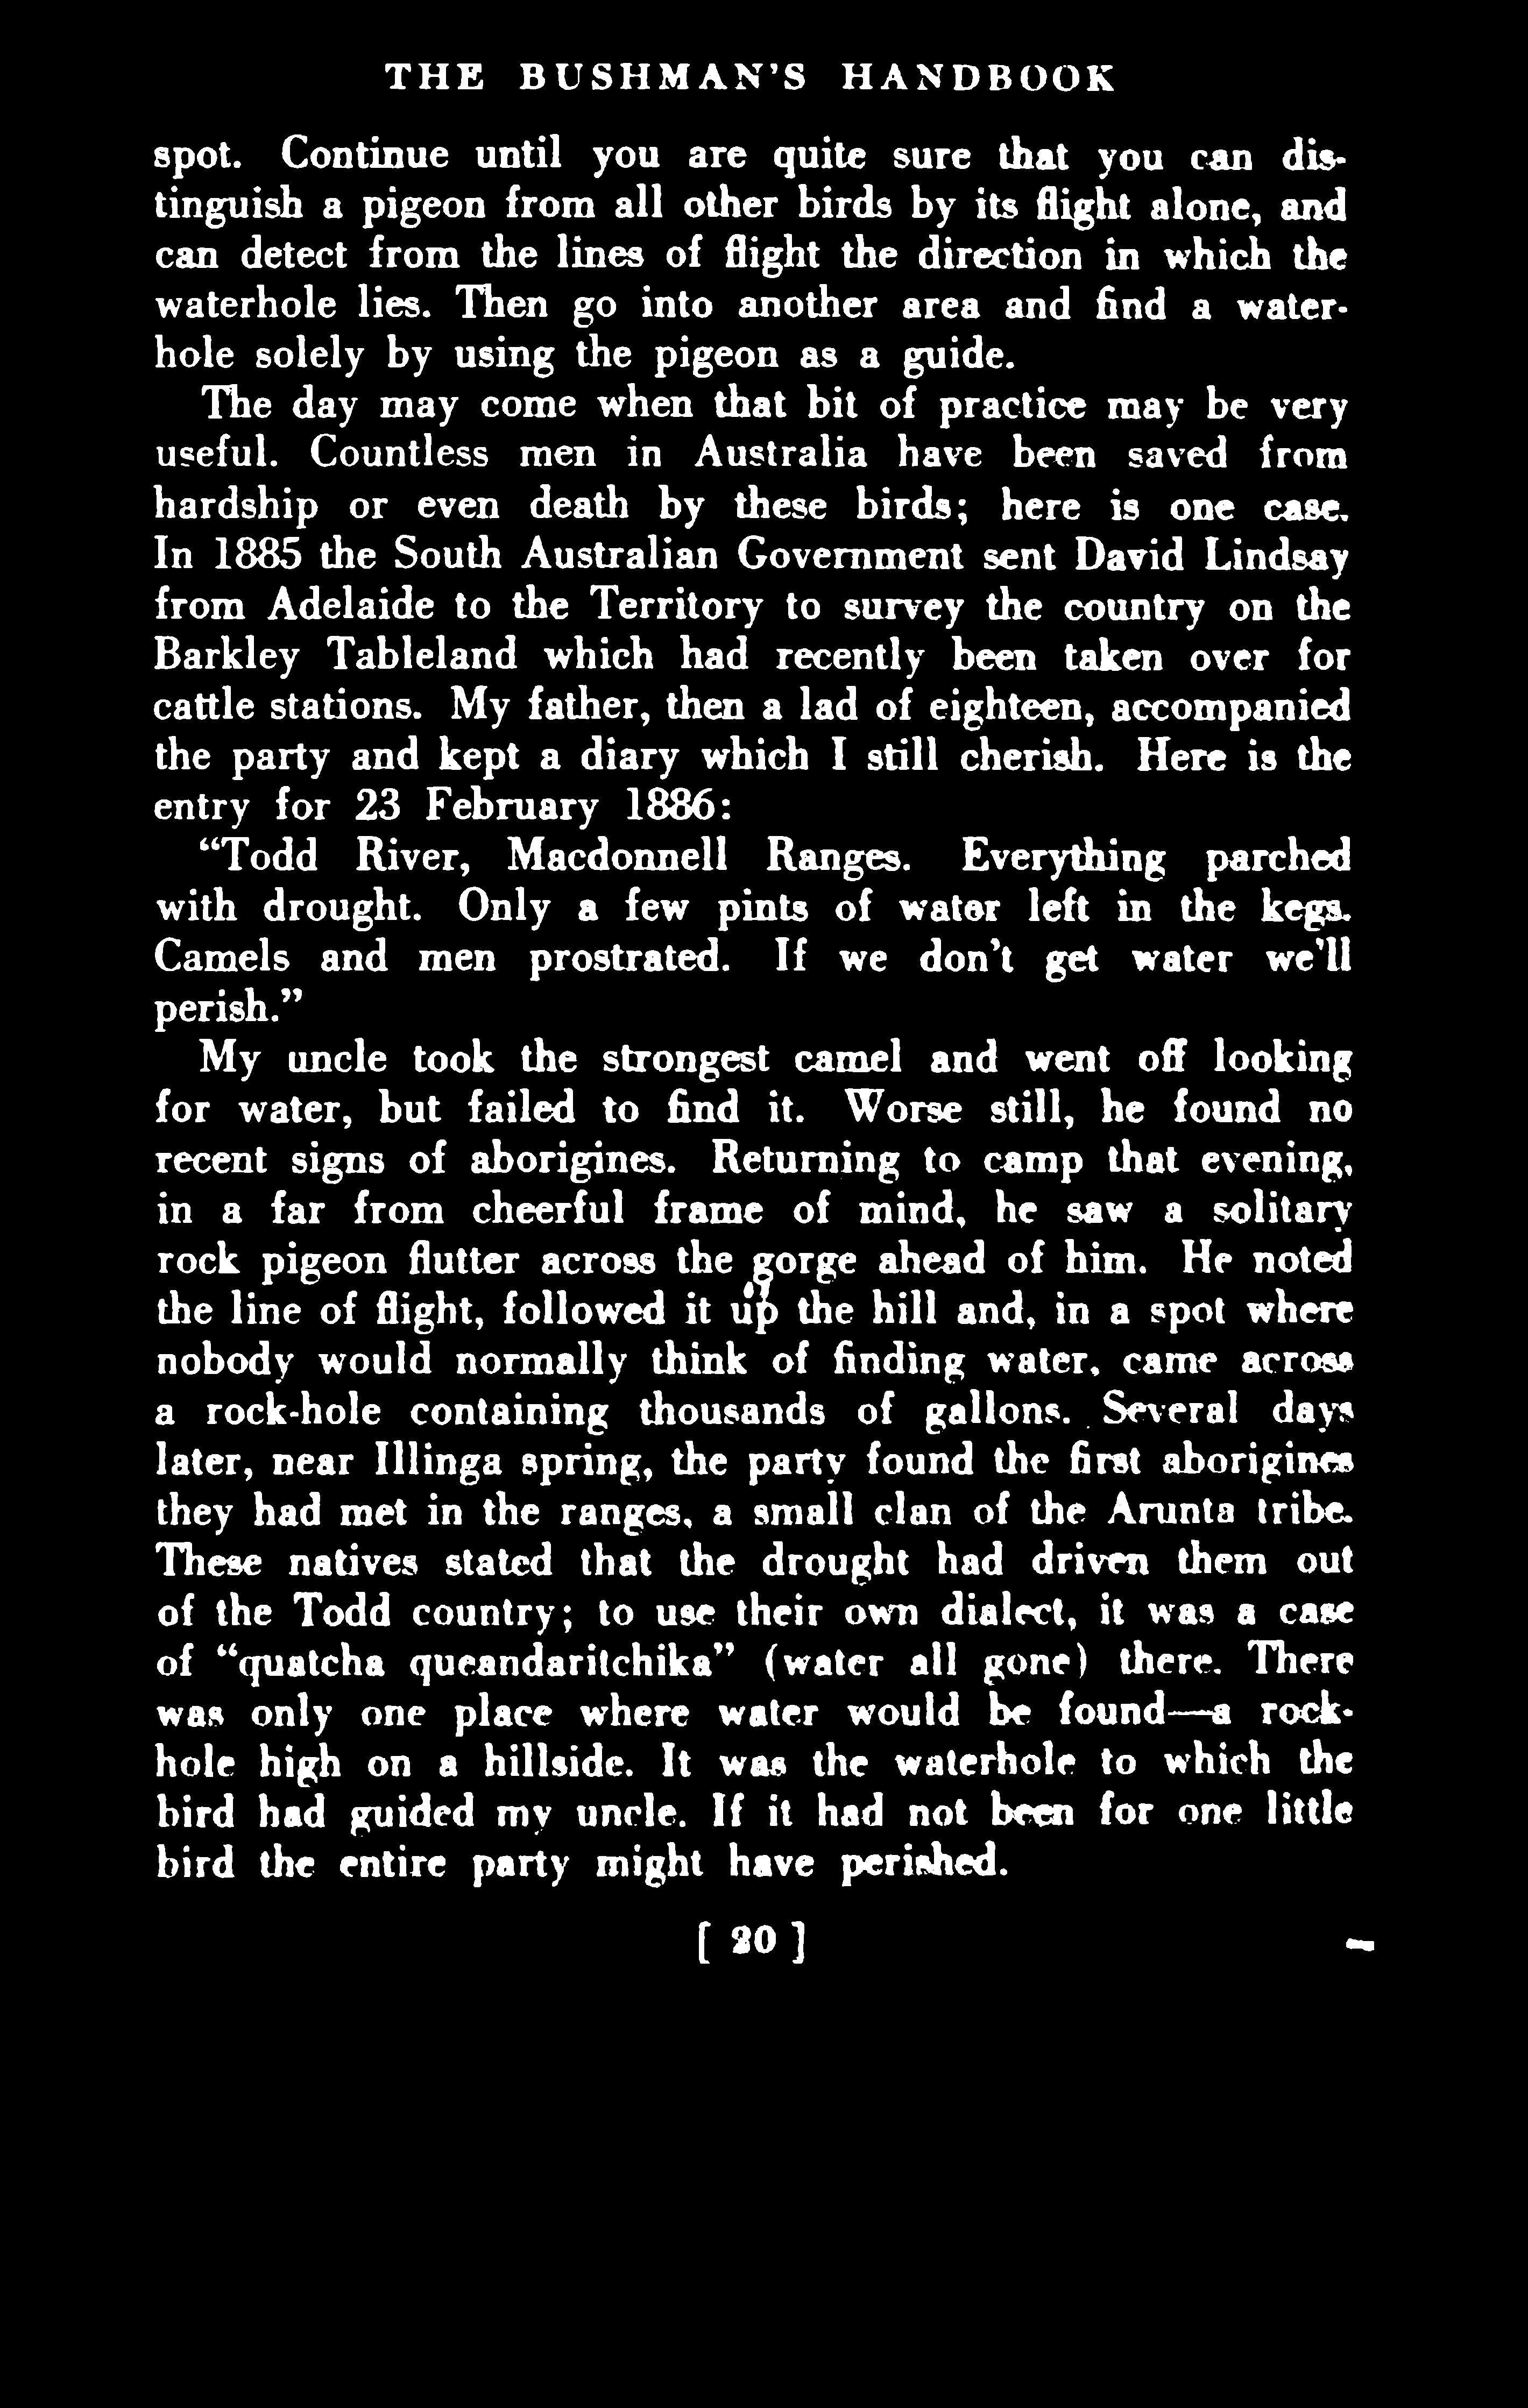 THE BUSHMAN'S HANDBOOK
spot. Continue until you are quite sure that you can dis-
tinguish a pigeon from all other birds by its flight alone, and
can detect from the lines of flight the direction in which the
waterhole lies. Then go into another area and find a water-
hole solely by using the pigeon as a guide.
The day may come when that bit of practice may be very
useful. Countless men in Australia have been saved from
hardship or even death by these birds; here is one case.
In 1885 the South Australian Government sent David Lindsay
from Adelaide to the Territory to survey the country on the
Barkley Tableland which had recently been taken over for
cattle stations. My father, then a lad of eighteen, accompanied
the party and kept a diary which I still cherish. Here is the
entry for 23 February 1886:
“Todd River, Macdonnell Ranges. Everything parched
with drought. Only a few pints of water left in the kegs.
Camels and men prostrated. If we don't get water we'll
perish.”
My uncle took the strongest camel and went off looking
for water, but failed to find it. Worse still, he found no
recent signs of aborigines. Returning to camp that evening,
in a far from cheerful frame of mind, he saw a solitary
rock pigeon flutter across the gorge ahead of him. He noted
the line of flight, followed it up the hill and, in a spot where
nobody would normally think of finding water, came across
a rock-hole containing thousands of gallons. Several days
later, near Illinga spring, the party found the first aborigines
they had met in the ranges, a small clan of the Arunta tribe.
These natives stated that the drought had driven them out
of the Todd country; to use their own dialect, it was a case
of “quatcha queandaritchika” (water all gone) there. There
was only one place where water would be found—a rock-
hole high on a hillside. It was the waterhole to which the
bird had guided my uncle. If it had not been for one little
bird the entire party might have perished.
[ 20 ]